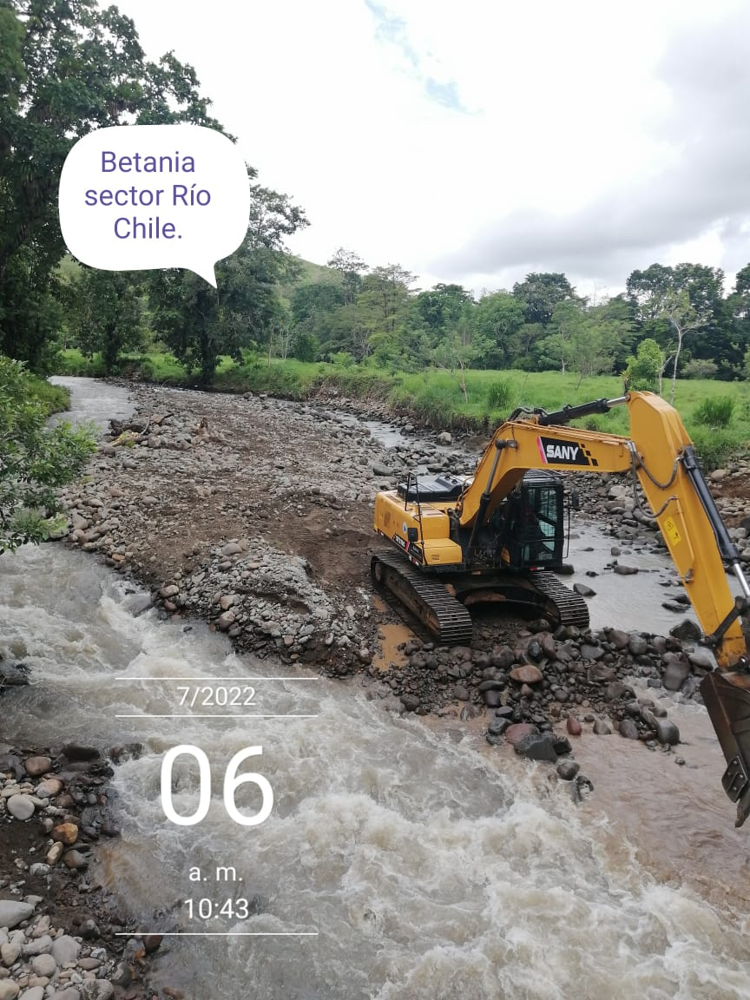 Betania
sector Río
Chile.
SANY
7/2022
06
a. m.
10:43